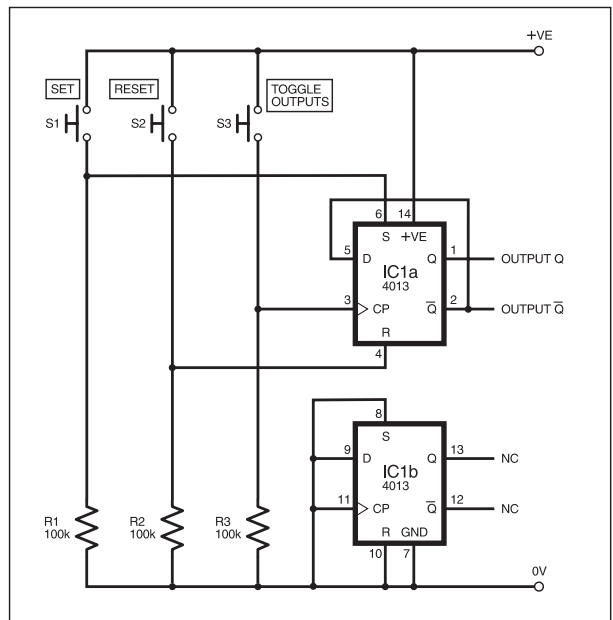 +VE
SET
RESET
TOGGLE
OUTPUTS
S1
S2
S3
6
14
S
+VE
5
D
Q
1
OUTPUT Q
IC1a
4013
3
CP
Q̅
2
OUTPUT Q̅
R
4
8
S
9
D
Q
13
NC
IC1b
4013
11
CP
Q̅
12
NC
R
GND
10
7
R1
100k
R2
100k
R3
100k
0V